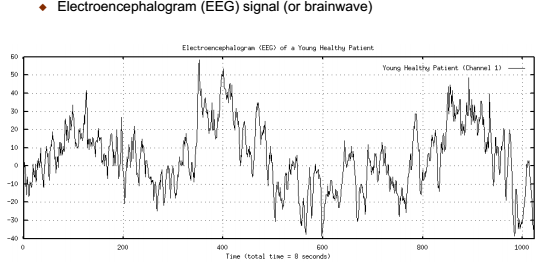 ◆ Electroencephalogram (EEG) signal (or brainwave)
Electroencephalogram (EEG) of a Young Healthy Patient
Young Healthy Patient (Channel 1)
60
50
40
30
20
10
0
-10
-20
-30
-40
0 200 400 600 800 1000
Time (total time = 8 seconds)